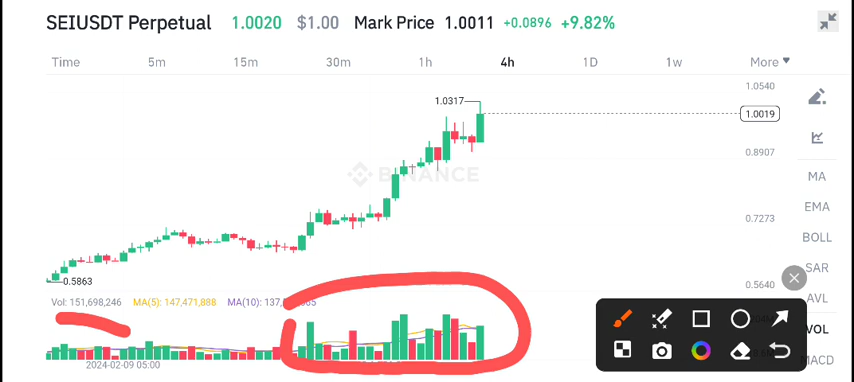 SEIUSDT Perpetual 1.0020 $1.00 Mark Price 1.0011 +0.0896 +9.82%
Time 5m 15m 30m 1h 4h 1D 1w More
1.0540
1.0317
1.0019
0.8907
BINANCE
MA
EMA
0.7273
BOLL
SAR
0.5863
0.5640
Vol: 151,698,246 MA(5): 147,471,888 MA(10):
AVL
VOL
MACD
2024-02-09 05:00